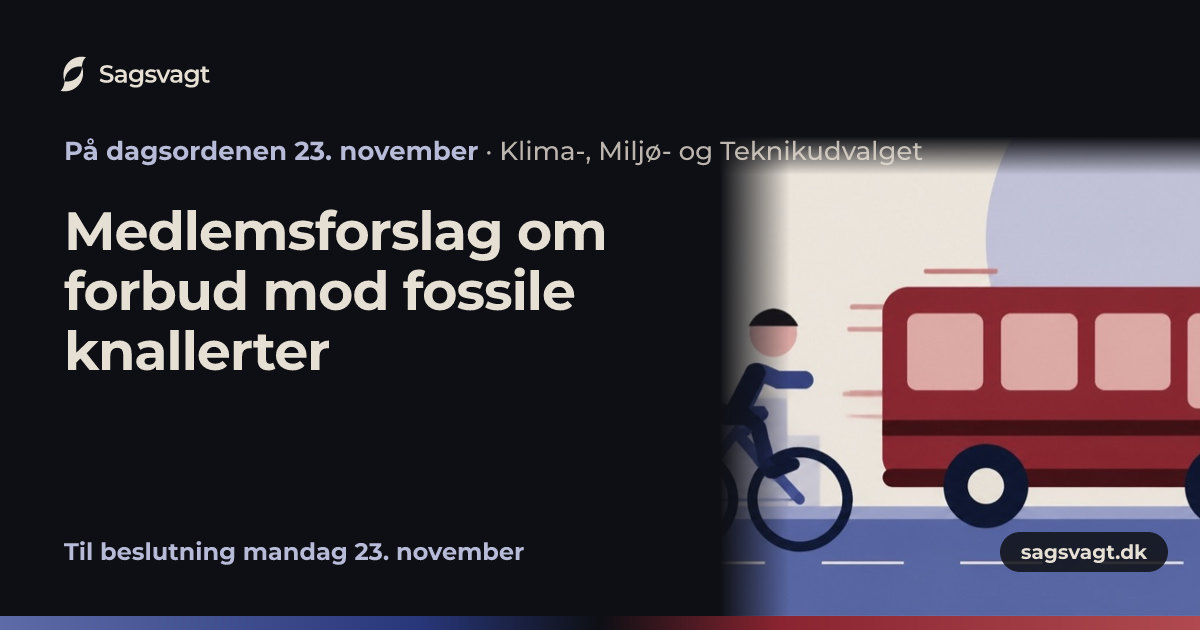 Sagsvagt
På dagsordenen 23. november · Klima-, Miljø- og Teknikudvalget
Medlemsforslag om
forbud mod fossile
knallerter
Til beslutning mandag 23. november
sagsvagt.dk